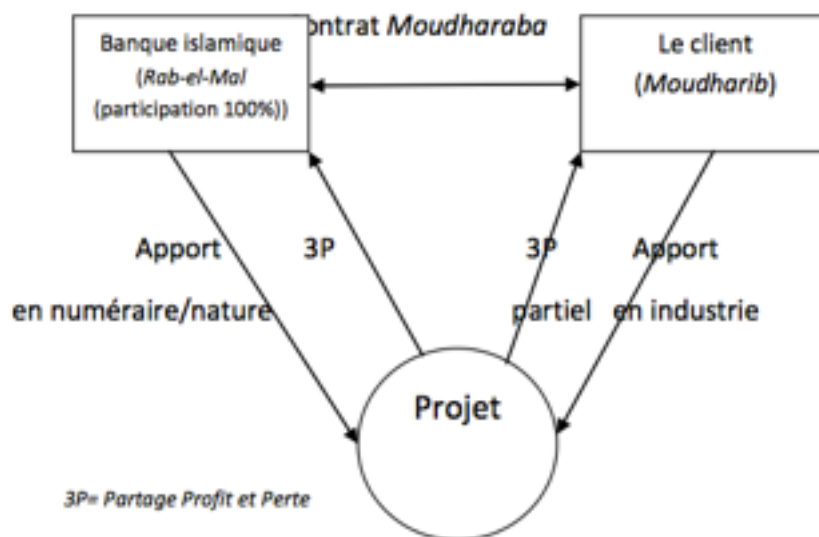 ontrat Moudharaba
Banque islamique
(Rab-el-Mal
(participation 100%))
Le client
(Moudharib)
Apport
en numéraire/nature
3P
3P
partiel
Apport
en industrie
Projet
3P= Partage Profit et Perte